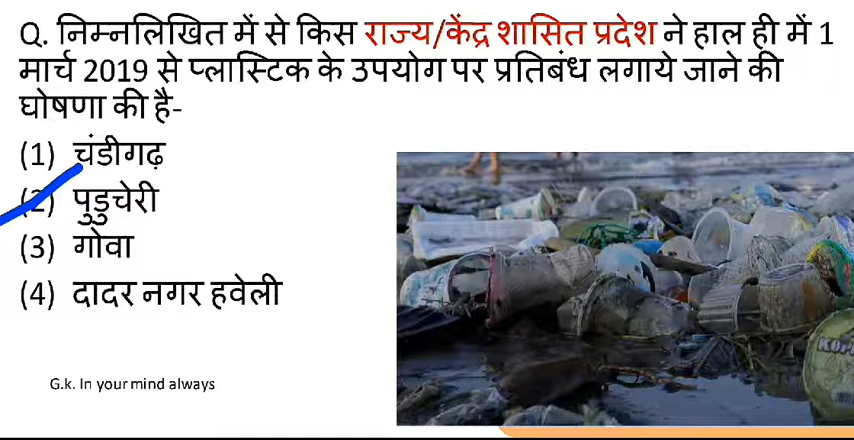 Q. निम्नलिखित में से किस राज्य/केंद्र शासित प्रदेश ने हाल ही में 1
मार्च 2019 से प्लास्टिक के उपयोग पर प्रतिबंध लगाये जाने की
घोषणा की है-
(1) चंडीगढ़
(2) पुडुचेरी
(3) गोवा
(4) दादर नगर हवेली
G.k. In your mind always